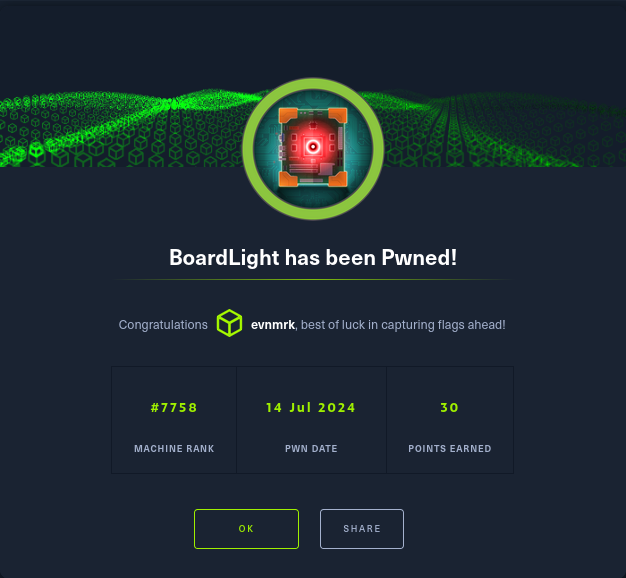 BoardLight has been Pwned!
Congratulations evnmrk, best of luck in capturing flags ahead!
#7758 14 Jul 2024 30
MACHINE RANK PWN DATE POINTS EARNED
OK SHARE